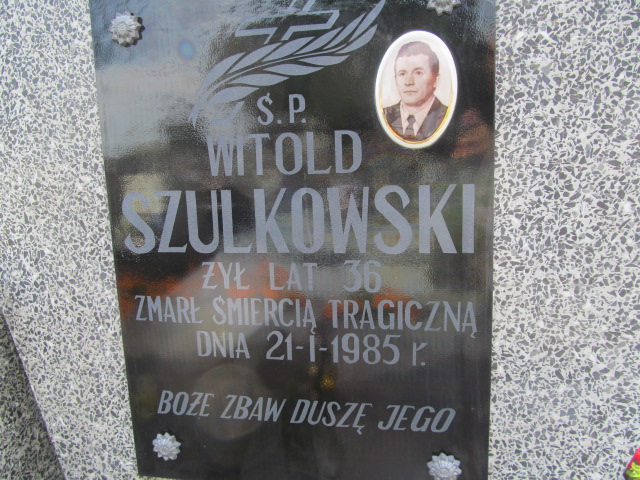 Ś.P.
WITOLD
SZULKOWSKI
ŻYŁ LAT 36
ZMARŁ ŚMIERCIĄ TRAGICZNĄ
DNIA 21-I-1985 r.
BOŻE ZBAW DUSZĘ JEGO